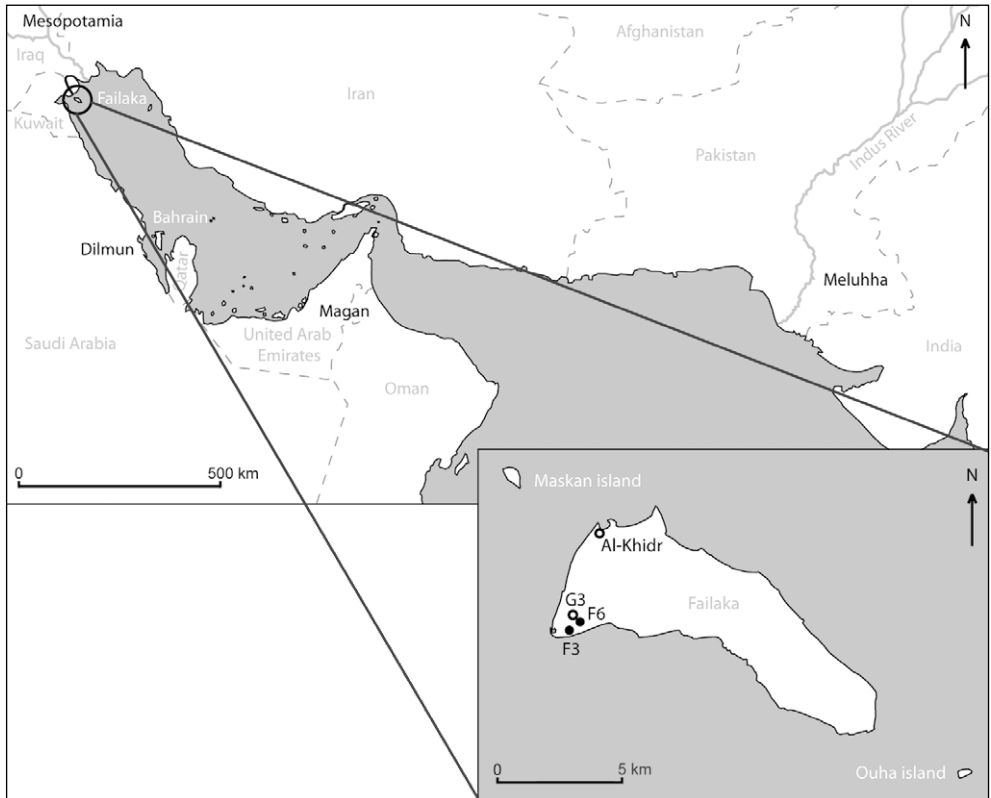 Mesopotamia
N
Iraq
Afghanistan
Failaka
Iran
Kuwait
Indus River
Pakistan
Bahrain
Dilmun
Qatar
Meluhha
Magan
United Arab
Emirates
Saudi Arabia
India
Oman
0 500 km
N
Maskan island
Al-Khidr
G3
F6
Failaka
F3
0 5 km
Ouha island